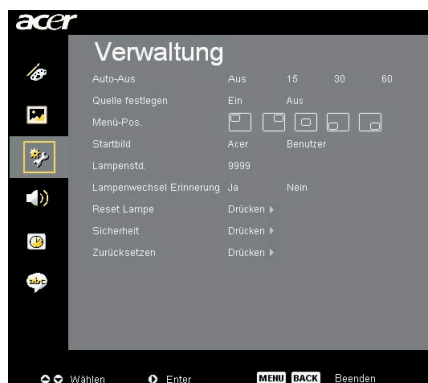 acer
Verwaltung
Auto-Aus Aus 15 30 60
Quelle festlegen Ein Aus
Menü-Pos.
Startbild Acer Benutzer
Lampenstd. 9999
Lampenwechsel Erinnerung Ja Nein
Reset Lampe Drücken
Sicherheit Drücken
Zurücksetzen Drücken
abc
Wählen Enter MENU BACK Beenden